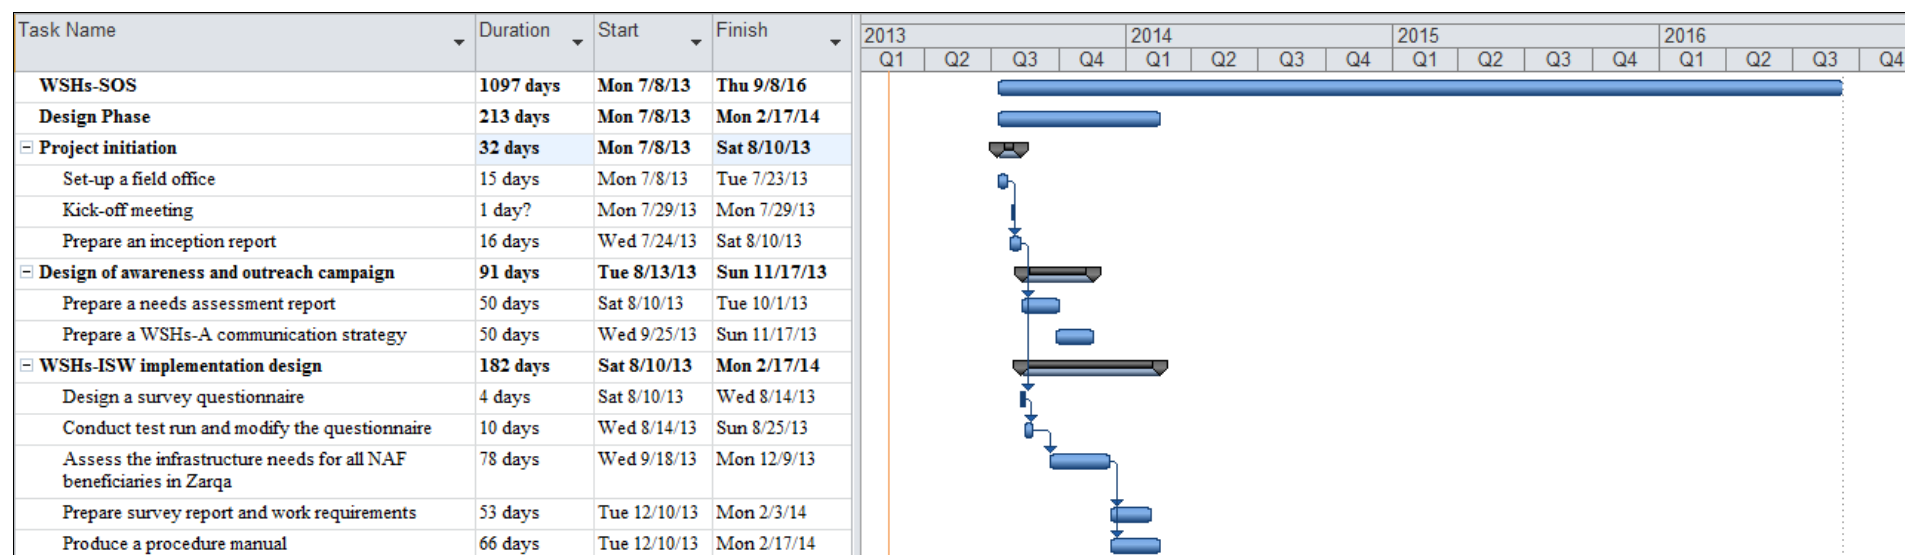 Task Name Duration Start Finish 2013 2014 2015 2016
Q1 Q2 Q3 Q4 Q1 Q2 Q3 Q4 Q1 Q2 Q3 Q4 Q1 Q2 Q3 Q4
WSHs-SOS 1097 days Mon 7/8/13 Thu 9/8/16
Design Phase 213 days Mon 7/8/13 Mon 2/17/14
Project initiation 32 days Mon 7/8/13 Sat 8/10/13
Set-up a field office 15 days Mon 7/8/13 Tue 7/23/13
Kick-off meeting 1 day? Mon 7/29/13 Mon 7/29/13
Prepare an inception report 16 days Wed 7/24/13 Sat 8/10/13
Design of awareness and outreach campaign 91 days Tue 8/13/13 Sun 11/17/13
Prepare a needs assessment report 50 days Sat 8/10/13 Tue 10/1/13
Prepare a WSHs-A communication strategy 50 days Wed 9/25/13 Sun 11/17/13
WSHs-ISW implementation design 182 days Sat 8/10/13 Mon 2/17/14
Design a survey questionnaire 4 days Sat 8/10/13 Wed 8/14/13
Conduct test run and modify the questionnaire 10 days Wed 8/14/13 Sun 8/25/13
Assess the infrastructure needs for all NAF 78 days Wed 9/18/13 Mon 12/9/13
beneficiaries in Zarqa
Prepare survey report and work requirements 53 days Tue 12/10/13 Mon 2/3/14
Produce a procedure manual 66 days Tue 12/10/13 Mon 2/17/14